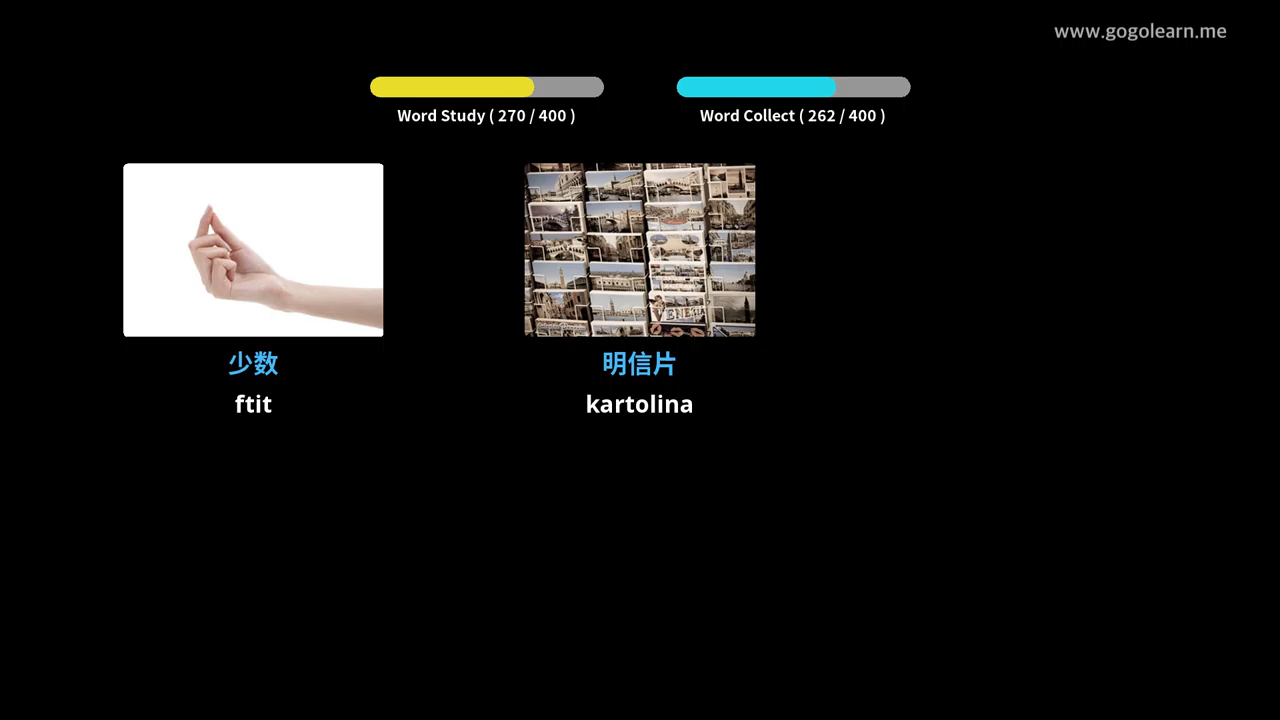 www.gogolearn.me
Word Study ( 270 / 400 )
Word Collect ( 262 / 400 )
少数
ftit
明信片
kartolina